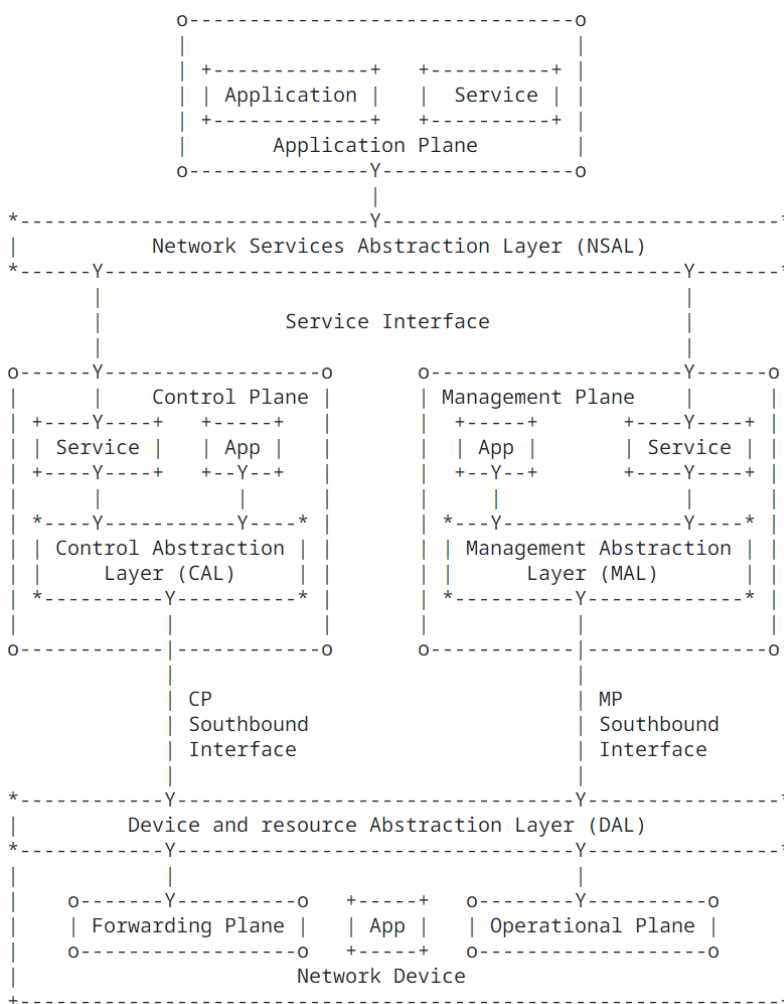 Application Service
Application Plane
Network Services Abstraction Layer (NSAL)
Service Interface
Control Plane Management Plane
Service App App Service
Control Abstraction Management Abstraction
Layer (CAL) Layer (MAL)
CP MP
Southbound Southbound
Interface Interface
Device and resource Abstraction Layer (DAL)
Forwarding Plane App Operational Plane
Network Device